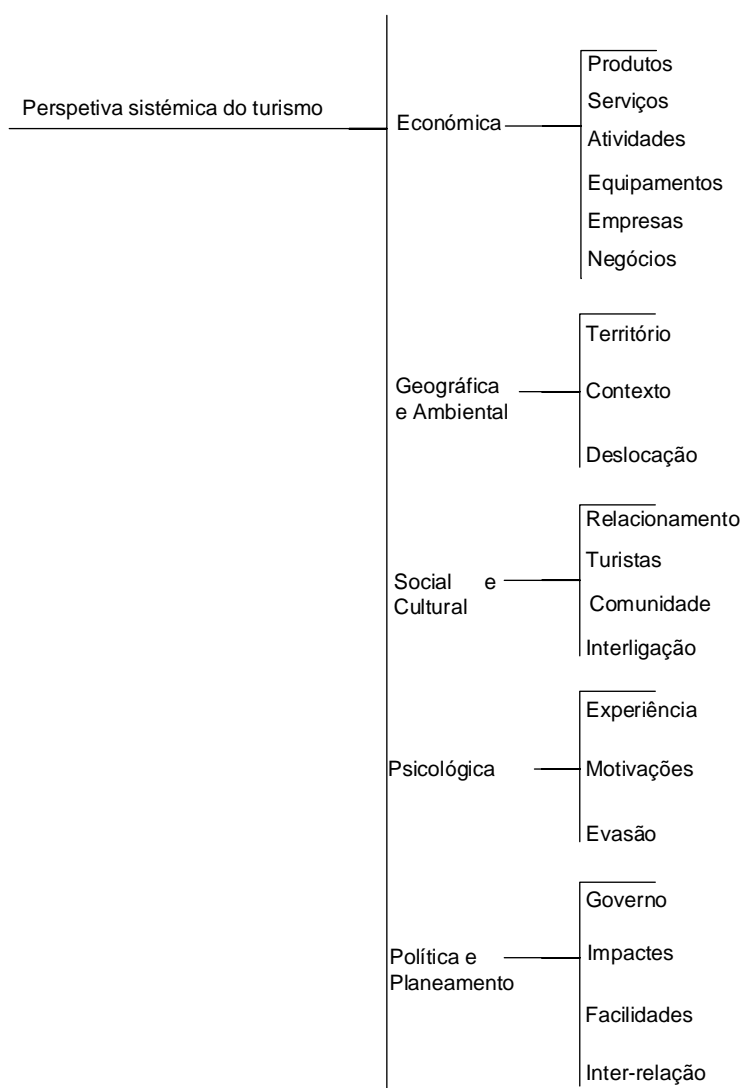 Perspetiva sistémica do turismo
Económica
Produtos
Serviços
Atividades
Equipamentos
Empresas
Negócios
Geográfica
e Ambiental
Território
Contexto
Deslocação
Social e
Cultural
Relacionamento
Turistas
Comunidade
Interligação
Psicológica
Experiência
Motivações
Evasão
Política e
Planeamento
Governo
Impactes
Facilidades
Inter-relação